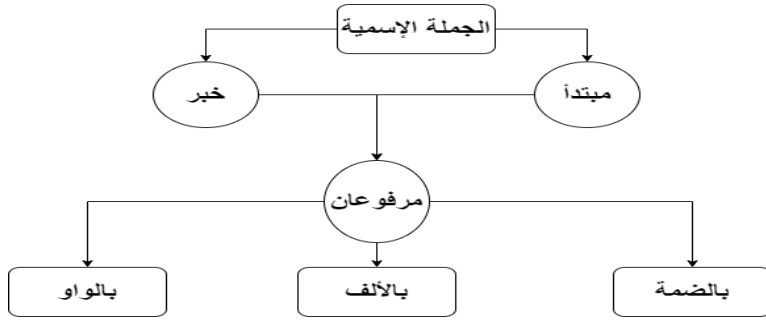 الجملة الإسمية
مبتدأ
خبر
مرفوعان
بالضمة
بالألف
بالواو